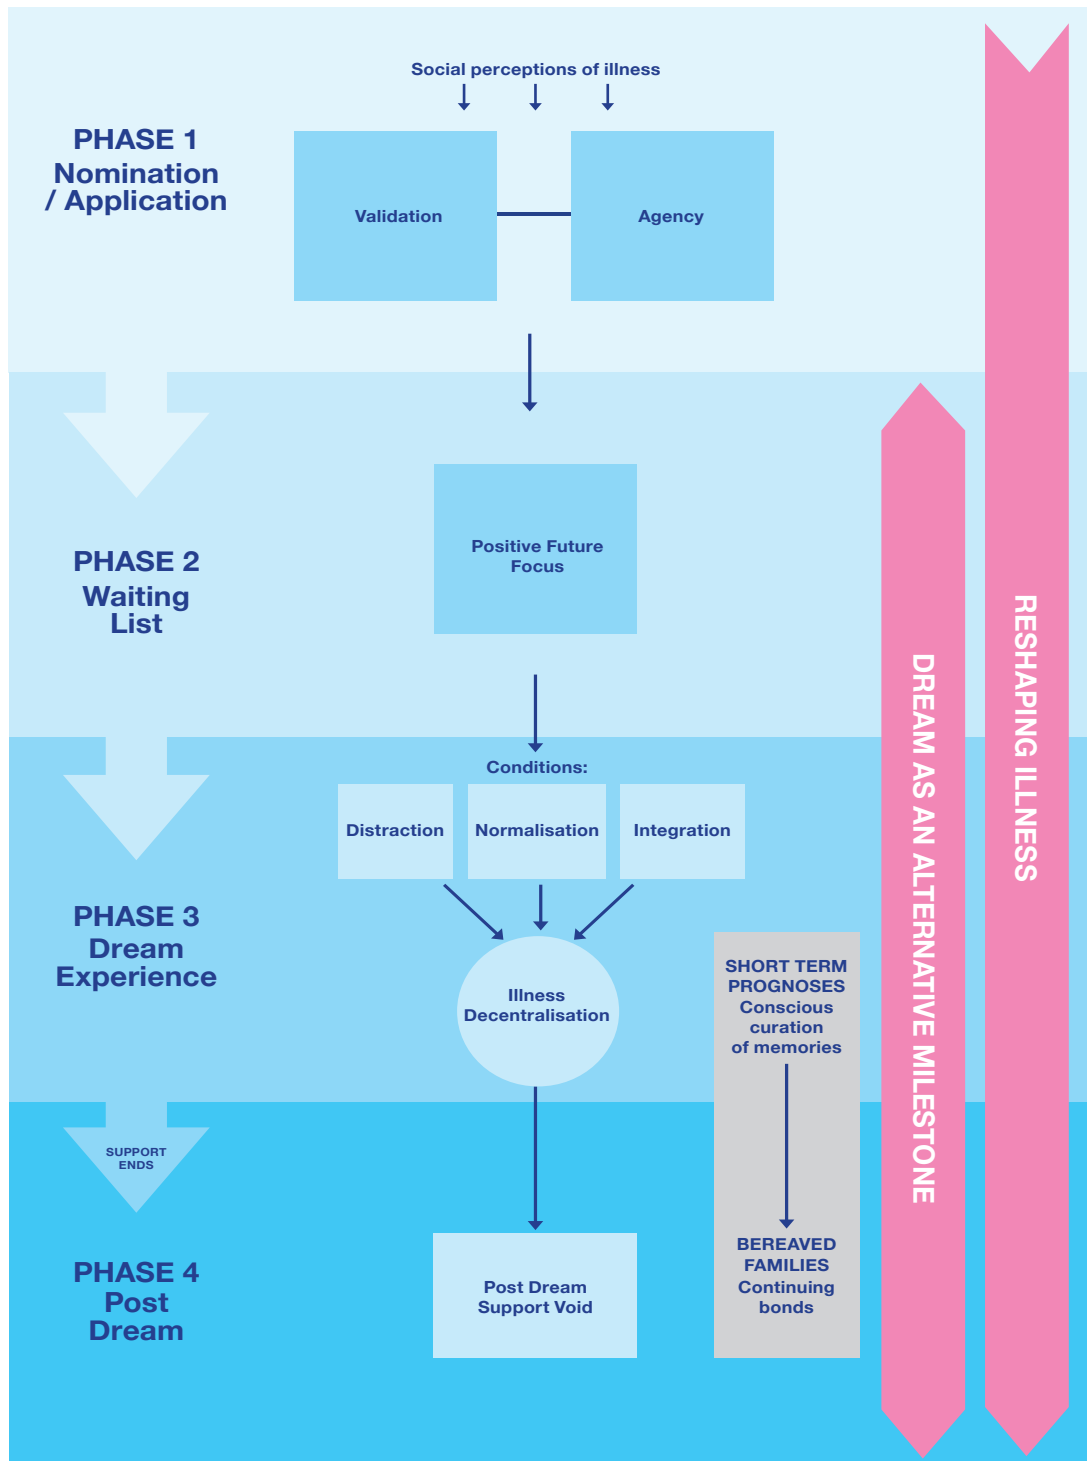 Social perceptions of illness
PHASE 1
Nomination
/ Application
Validation
Agency
PHASE 2
Waiting
List
Positive Future
Focus
Conditions:
Distraction
Normalisation
Integration
PHASE 3
Dream
Experience
Illness
Decentralisation
SHORT TERM
PROGNOSES
Conscious
curation
of memories
SUPPORT
ENDS
PHASE 4
Post
Dream
Post Dream
Support Void
BEREAVED
FAMILIES
Continuing
bonds
DREAM AS AN ALTERNATIVE MILESTONE
RESHAPING ILLNESS